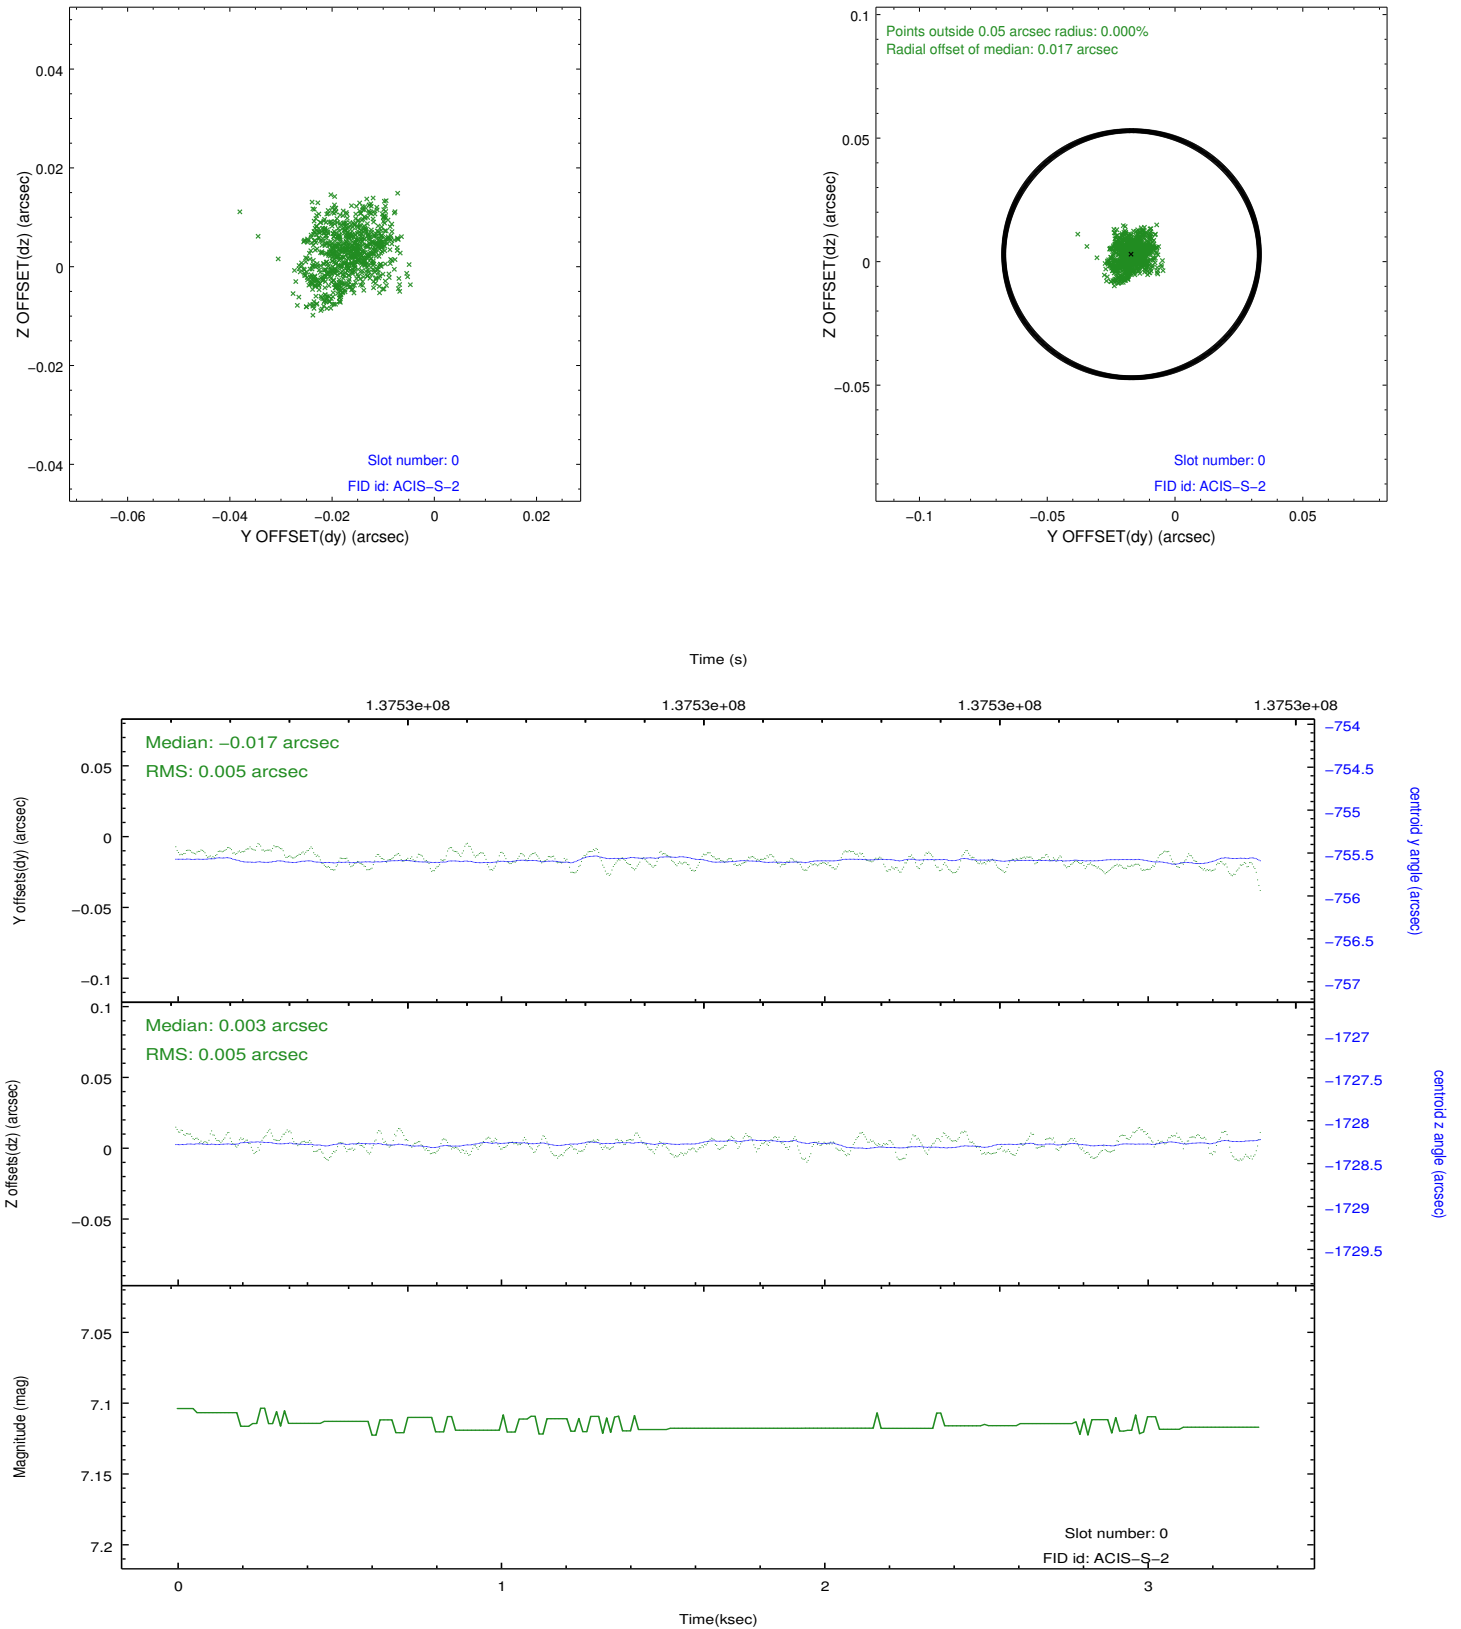 0.04
0.02
0
−0.02
−0.04
Z OFFSET(dz) (arcsec)
Slot number: 0
FID id: ACIS−S−2
−0.06
−0.04
−0.02
0
0.02
Y OFFSET(dy) (arcsec)
Points outside 0.05 arcsec radius: 0.000%
Radial offset of median: 0.017 arcsec
0.1
0.05
0
−0.05
Z OFFSET(dz) (arcsec)
Slot number: 0
FID id: ACIS−S−2
−0.1
−0.05
0
0.05
Y OFFSET(dy) (arcsec)
Time (s)
1.3753e+08
1.3753e+08
1.3753e+08
1.3753e+08
Median: −0.017 arcsec
RMS: 0.005 arcsec
0.05
0
−0.05
−0.1
Y offsets(dy) (arcsec)
−754
−754.5
−755
−755.5
−756
−756.5
−757
centroid y angle (arcsec)
Median: 0.003 arcsec
RMS: 0.005 arcsec
0.1
0.05
0
−0.05
Z offsets(dz) (arcsec)
−1727
−1727.5
−1728
−1728.5
−1729
−1729.5
centroid z angle (arcsec)
7.05
7.1
7.15
7.2
Magnitude (mag)
Slot number: 0
FID id: ACIS−S−2
0
1
2
3
Time(ksec)